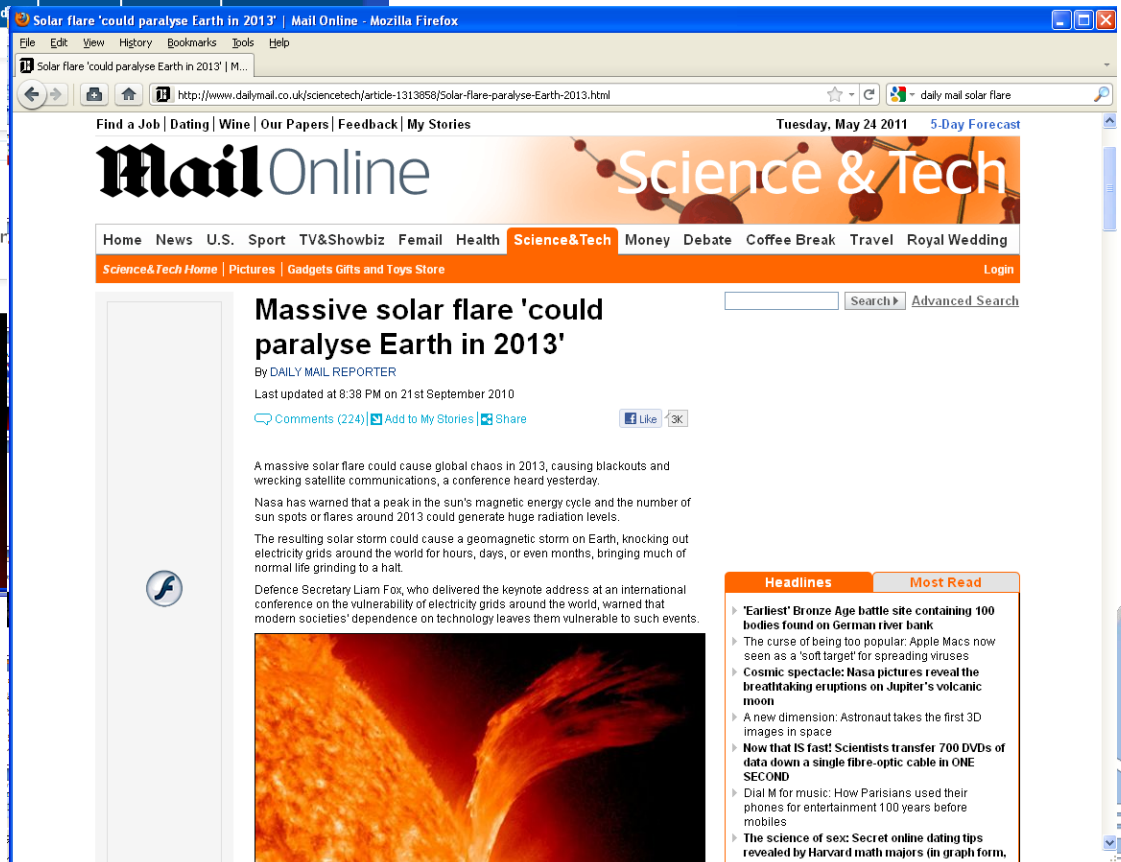 Solar flare 'could paralyse Earth in 2013' | Mail Online - Mozilla Firefox
File Edit View History Bookmarks Tools Help
Solar flare 'could paralyse Earth in 2013' | M...
http://www.dailymail.co.uk/sciencetech/article-1313858/Solar-flare-paralyse-Earth-2013.html
daily mail solar flare
Find a Job | Dating | Wine | Our Papers | Feedback | My Stories
Tuesday, May 24 2011 5-Day Forecast
Mail Online
Science & Tech
Home News U.S. Sport TV&Showbiz Femail Health Science&Tech Money Debate Coffee Break Travel Royal Wedding
Science&Tech Home | Pictures | Gadgets Gifts and Toys Store
Login
Massive solar flare 'could
paralyse Earth in 2013'
By DAILY MAIL REPORTER
Last updated at 8:38 PM on 21st September 2010
Comments (224) | Add to My Stories | Share
Like 3K
A massive solar flare could cause global chaos in 2013, causing blackouts and
wrecking satellite communications, a conference heard yesterday.
Nasa has warned that a peak in the sun's magnetic energy cycle and the number of
sun spots or flares around 2013 could generate huge radiation levels.
The resulting solar storm could cause a geomagnetic storm on Earth, knocking out
electricity grids around the world for hours, days, or even months, bringing much of
normal life grinding to a halt.
Defence Secretary Liam Fox, who delivered the keynote address at an international
conference on the vulnerability of electricity grids around the world, warned that
modern societies' dependence on technology leaves them vulnerable to such events.
Search Advanced Search
Headlines Most Read
'Earliest' Bronze Age battle site containing 100
bodies found on German river bank
The curse of being too popular: Apple Macs now
seen as a 'soft target' for spreading viruses
Cosmic spectacle: Nasa pictures reveal the
breathtaking eruptions on Jupiter's volcanic
moon
A new dimension: Astronaut takes the first 3D
images in space
Now that IS fast! Scientists transfer 700 DVDs of
data down a single fibre-optic cable in ONE
SECOND
Dial M for music: How Parisians used their
phones for entertainment 100 years before
mobiles
The science of sex: Secret online dating tips
revealed by Harvard math majors (in graph form,